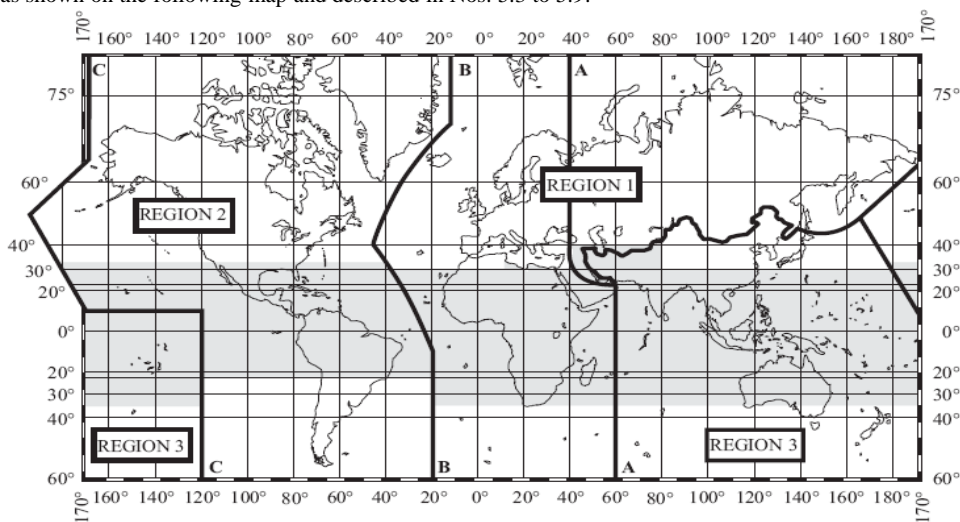 as shown on the following map and described in Nos. 5.3 to 5.9.
170° 160° 140° 120° 100° 80° 60° 40° 20° 0° 20° 40° 60° 80° 100° 120° 140° 160° 180° 170°
C B A
75° 75°
60° 60°
REGION 1
REGION 2
40° 40°
30° 30°
20° 20°
0° 0°
20° 20°
30° 30°
40° 40°
REGION 3 REGION 3
C B A
60° 60°
170° 160° 140° 120° 100° 80° 60° 40° 20° 0° 20° 40° 60° 80° 100° 120° 140° 160° 180° 170°